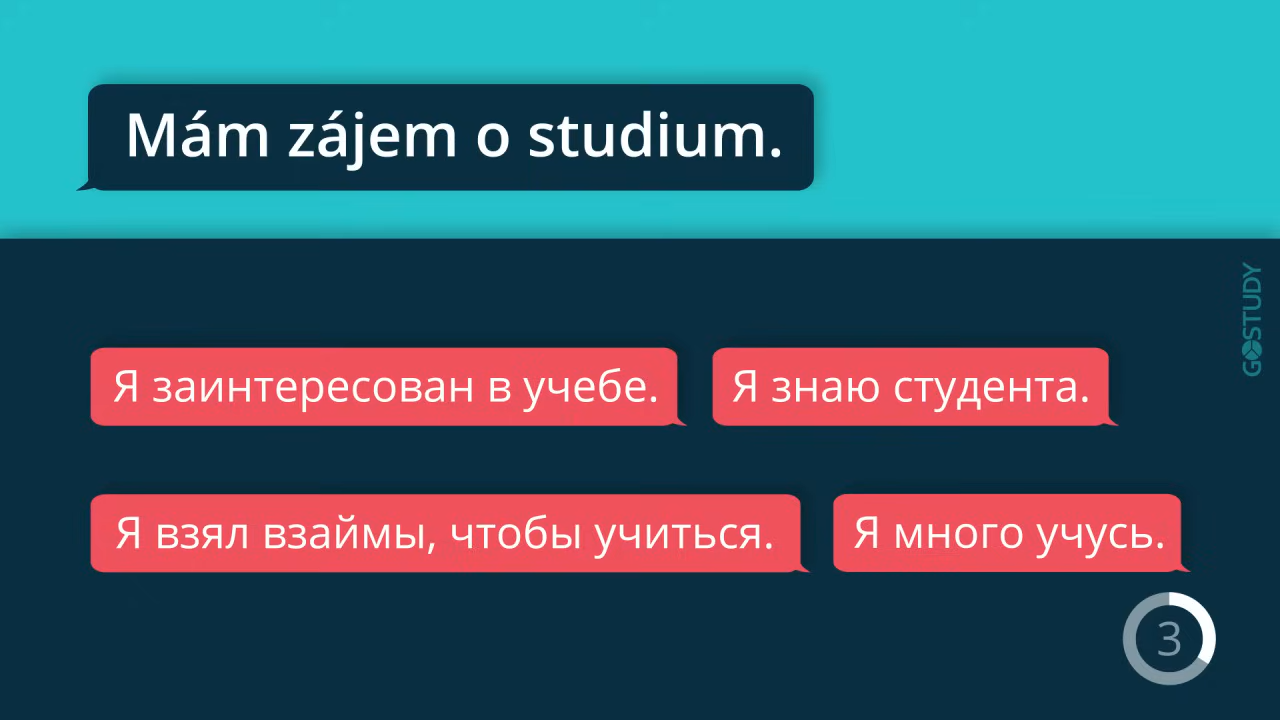 Mám zájem o studium.
GOSTUDY
Я заинтересован в учебе.
Я знаю студента.
Я взял взаймы, чтобы учиться.
Я много учусь.
3